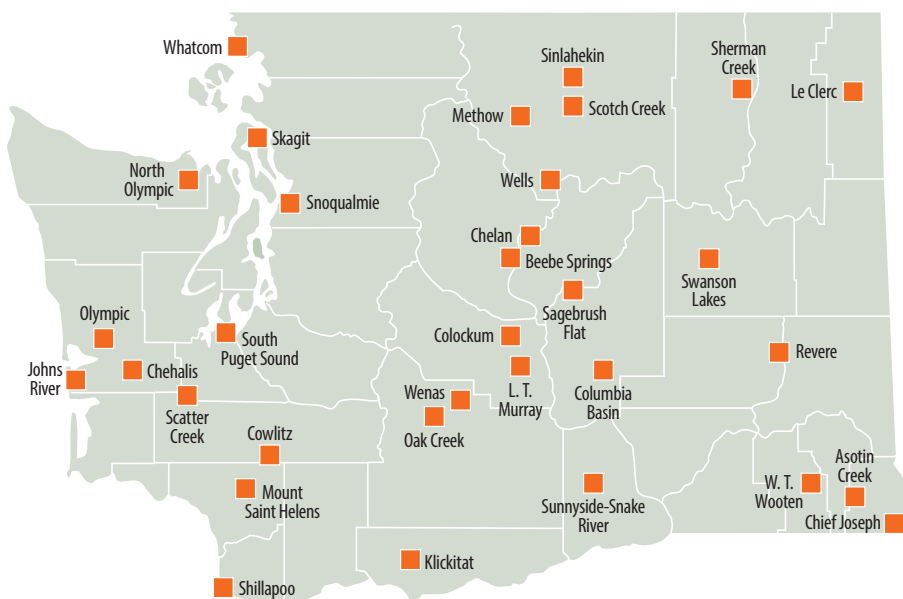 Whatcom
Sinlahekin
Sherman
Creek
Le Clerc
Scotch Creek
Methow
Skagit
North
Olympic
Wells
Snoqualmie
Chelan
Beebe Springs
Swanson
Lakes
Sagebrush
Flat
Olympic
South
Puget Sound
Colockum
Revere
Johns
River
Chehalis
L. T.
Murray
Columbia
Basin
Wenas
Scatter
Creek
Oak Creek
Cowlitz
Asotin
Creek
W. T.
Wooten
Mount
Saint Helens
Sunnyside-Snake
River
Chief Joseph
Klickitat
Shillapoo